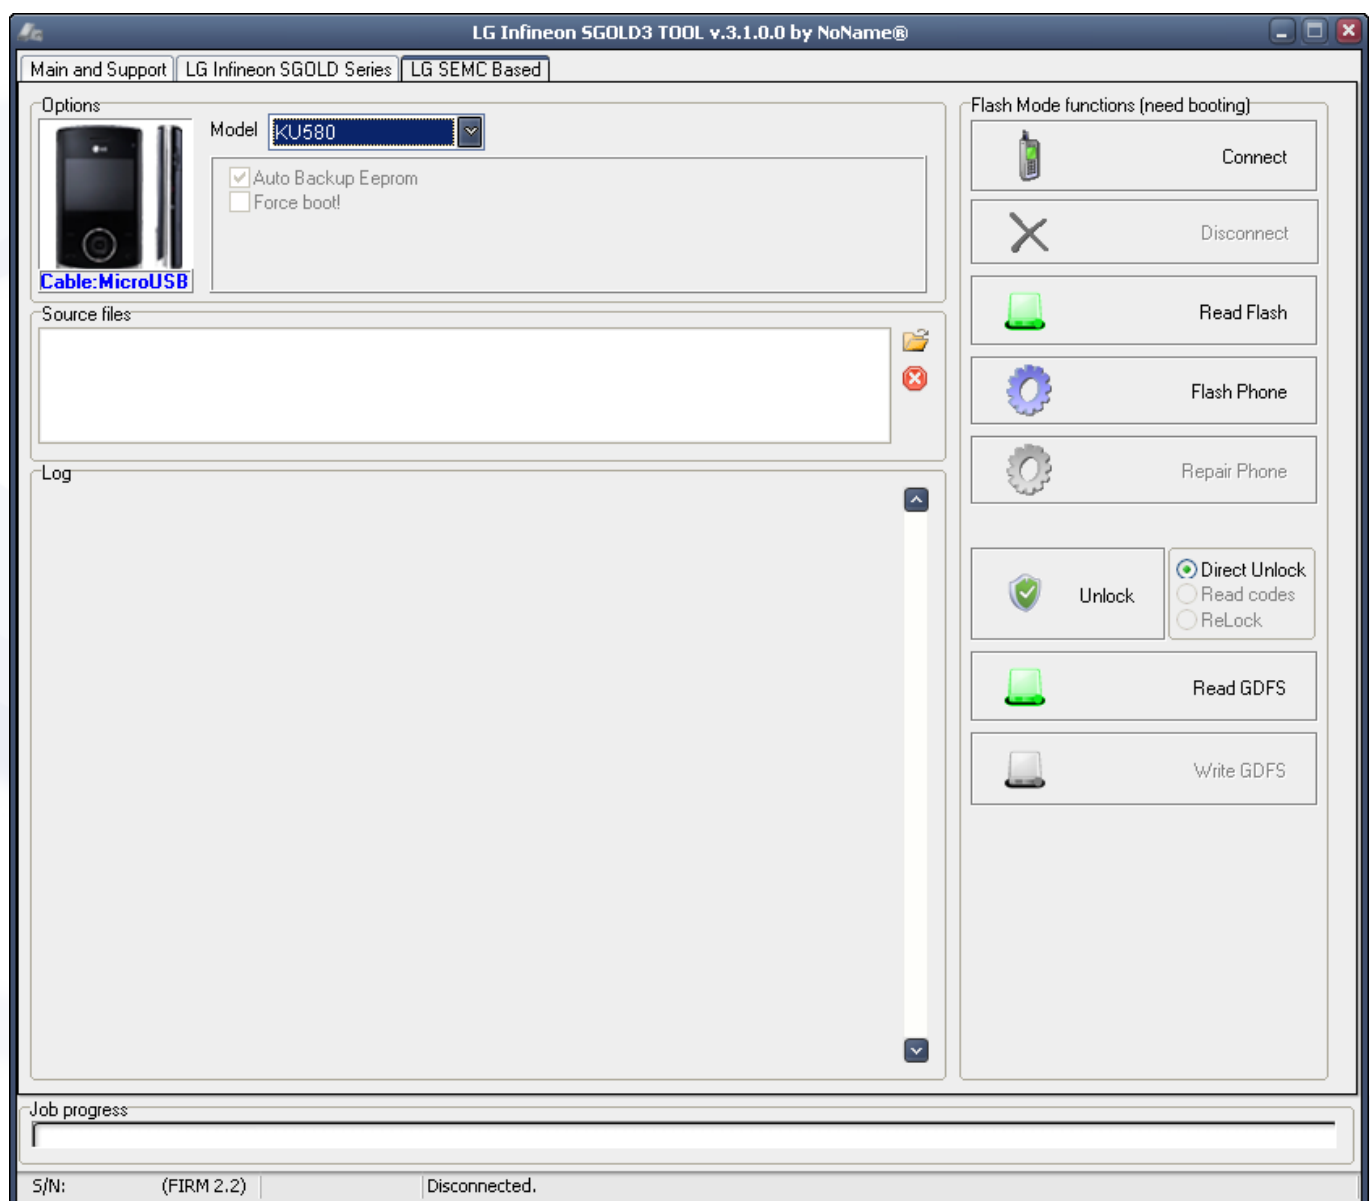 LG Infineon SGOLD3 TOOL v.3.1.0.0 by NoName®
Main and Support LG Infineon SGOLD Series LG SEMC Based
Options
Model KU580
Auto Backup Eeprom
Force boot!
Cable:MicroUSB
Source files
Log
Flash Mode functions (need booting)
Connect
Disconnect
Read Flash
Flash Phone
Repair Phone
Unlock
Direct Unlock
Read codes
ReLock
Read GDFS
Write GDFS
Job progress
S/N: (FIRM 2.2) Disconnected.